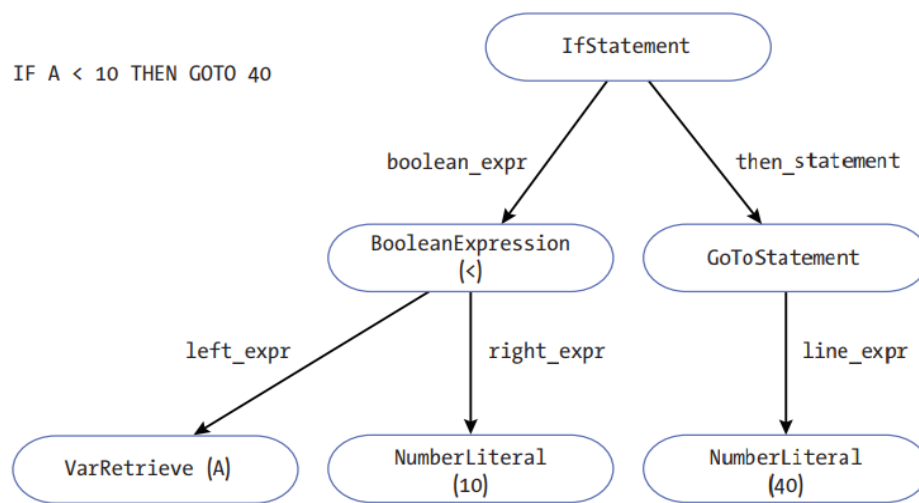 IfStatement
IF A < 10 THEN GOTO 40
boolean_expr
then_statement
BooleanExpression
(<)
GoToStatement
left_expr
right_expr
line_expr
VarRetrieve (A)
NumberLiteral
(10)
NumberLiteral
(40)